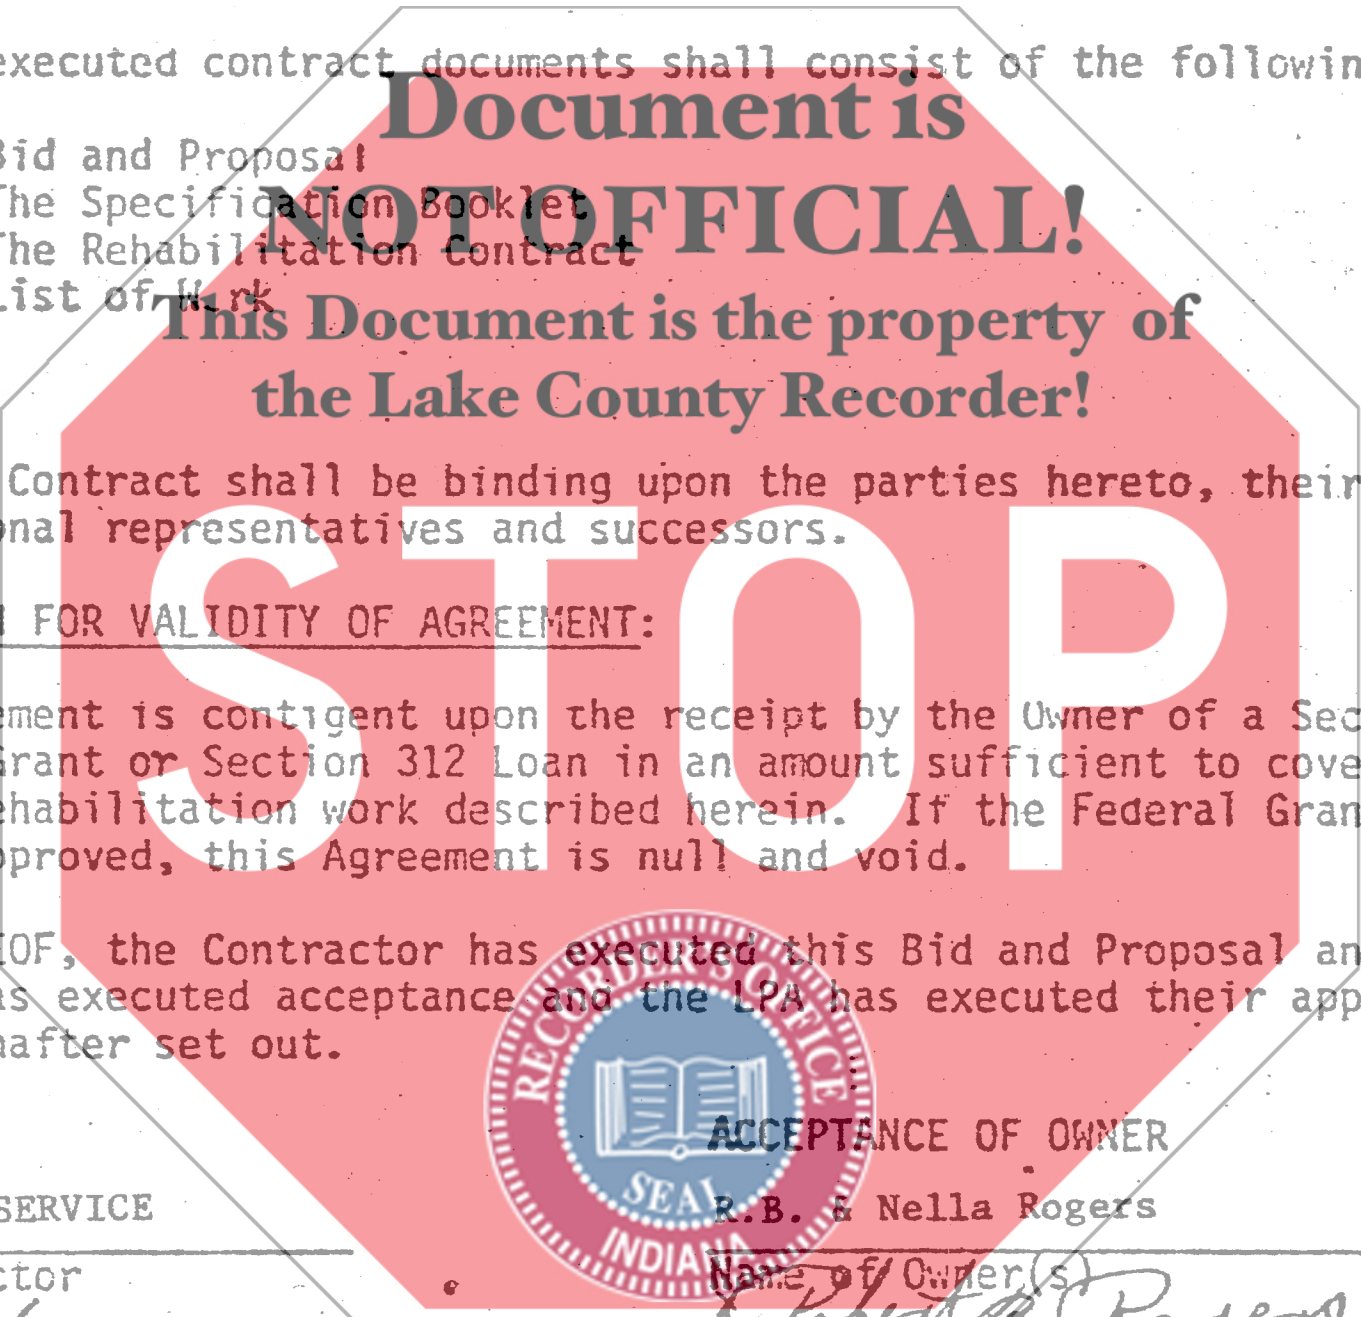 executed contract documents shall consist of the followin
Document is
Bid and Proposal
NOT OFFICIAL!
The Specification Booklet
The Rehabilitation Contract
List of Work
This Document is the property of
the Lake County Recorder!
Contract shall be binding upon the parties hereto, their
onal representatives and successors.
STOP
FOR VALIDITY OF AGREEMENT:
ement is contigent upon the receipt by the Owner of a Sec
Grant or Section 312 Loan in an amount sufficient to cove
ehabilitation work described herein. If the Federal Gran
pproved, this Agreement is null and void.
OF, the Contractor has executed this Bid and Proposal an
as executed acceptance and the LPA has executed their app
nafter set out.
RECORDER'S OFFICE
SEAL
INDIANA
ACCEPTANCE OF OWNER
SERVICE
R.B. & Nella Rogers
ctor
Name of Owner(s)